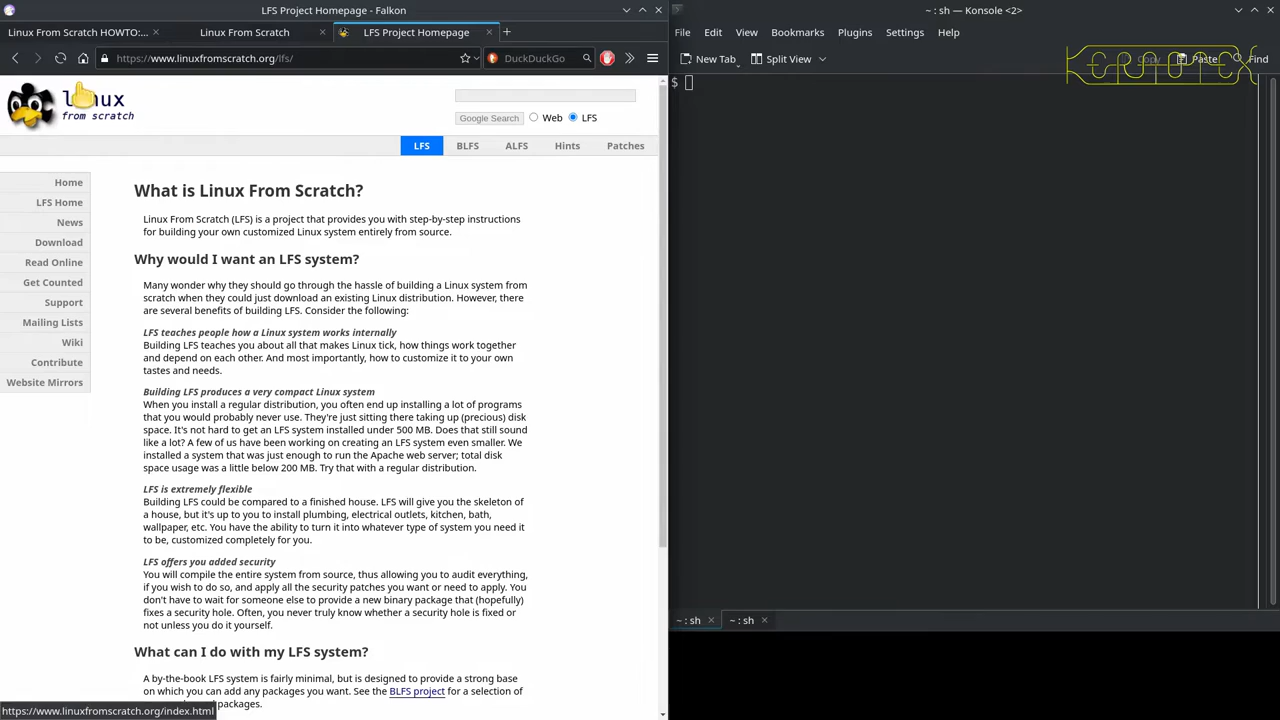 LFS Project Homepage - Falkon
Linux From Scratch HOWTO:...
Linux From Scratch
LFS Project Homepage
https://www.linuxfromscratch.org/lfs/
DuckDuckGo
linux
from scratch
Google Search
Web
LFS
LFS
BLFS
ALFS
Hints
Patches
Home
LFS Home
News
Download
Read Online
Get Counted
Support
Mailing Lists
Wiki
Contribute
Website Mirrors
What is Linux From Scratch?
Linux From Scratch (LFS) is a project that provides you with step-by-step instructions
for building your own customized Linux system entirely from source.
Why would I want an LFS system?
Many wonder why they should go through the hassle of building a Linux system from
scratch when they could just download an existing Linux distribution. However, there
are several benefits of building LFS. Consider the following:
LFS teaches people how a Linux system works internally
Building LFS teaches you about all that makes Linux tick, how things work together
and depend on each other. And most importantly, how to customize it to your own
tastes and needs.
Building LFS produces a very compact Linux system
When you install a regular distribution, you often end up installing a lot of programs
that you would probably never use. They're just sitting there taking up (precious) disk
space. It's not hard to get an LFS system installed under 500 MB. Does that still sound
like a lot? A few of us have been working on creating an LFS system even smaller. We
installed a system that was just enough to run the Apache web server; total disk
space usage was a little below 200 MB. Try that with a regular distribution.
LFS is extremely flexible
Building LFS could be compared to a finished house. LFS will give you the skeleton of
a house, but it's up to you to install plumbing, electrical outlets, kitchen, bath,
wallpaper, etc. You have the ability to turn it into whatever type of system you need it
to be, customized completely for you.
LFS offers you added security
You will compile the entire system from source, thus allowing you to audit everything,
if you wish to do so, and apply all the security patches you want or need to apply. You
don't have to wait for someone else to provide a new binary package that (hopefully)
fixes a security hole. Often, you never truly know whether a security hole is fixed or
not unless you do it yourself.
What can I do with my LFS system?
A by-the-book LFS system is fairly minimal, but is designed to provide a strong base
on which you can add any packages you want. See the BLFS project for a selection of
packages.
https://www.linuxfromscratch.org/index.html
~ : sh — Konsole <2>
File
Edit
View
Bookmarks
Plugins
Settings
Help
New Tab
Split View
Copy
Paste
Find
$
~ : sh
~ : sh